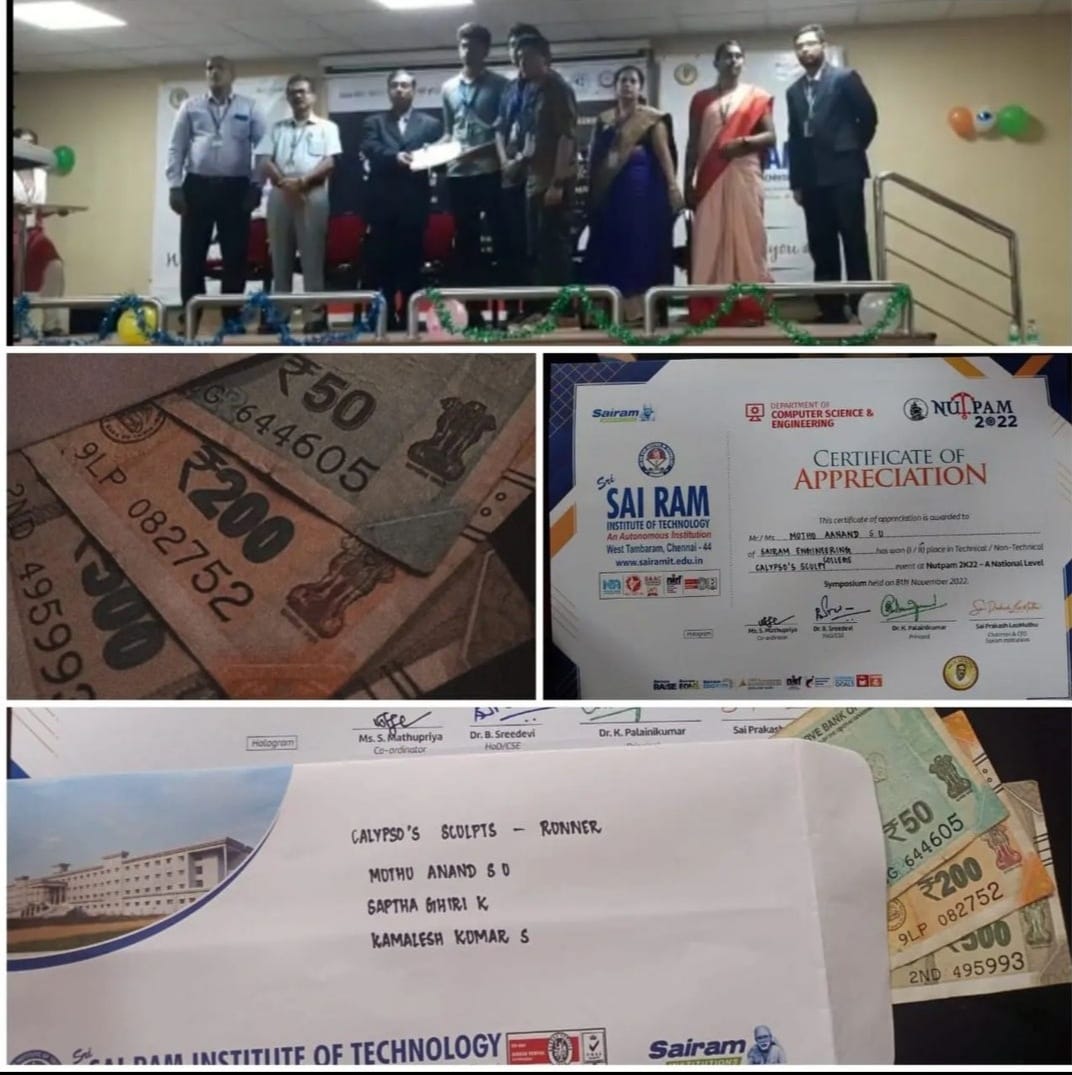 you
₹50
G 644605
₹200
9LP 082752
₹500
2ND 495993
Sairam
DEPARTMENT OF
COMPUTER SCIENCE &
ENGINEERING
NUTPAM
2022
CERTIFICATE OF
APPRECIATION
Sri
SAI RAM
INSTITUTE OF TECHNOLOGY
An Autonomous Institution
West Tambaram, Chennai - 44
www.sairamit.edu.in
This certificate of appreciation is awarded to
Mr/Ms MUTHU ANAND S U
of SAIRAM ENGINEERING COLLEGE has won (I / II) place in Technical / Non-Technical
CALYPSO'S SCULPT event at Nutpam 2K22 – A National Level
Symposium held on 8th November 2022.
Ms. S. Mathupriya
Co-ordinator
Dr. B. Sreedevi
HoD/CSE
Dr. K. Palainikumar
Principal
Sai Prakash LeoMuthu
Chairman & CEO
Sairam Institutions
Hologram
Hologram
Ms. S. Mathupriya
Co-ordinator
Dr. B. Sreedevi
HoD/CSE
Dr. K. Palainikumar
Sai Prakash
CALYPSO'S SCULPTS – RUNNER
MUTHU ANAND S U
SAPTHA GIHIRI K
KAMALESH KUMAR S
Sri
SAI RAM INSTITUTE OF TECHNOLOGY
Sairam
INSTITUTIONS
₹50
G 644605
₹200
9LP 082752
₹500
2ND 495993